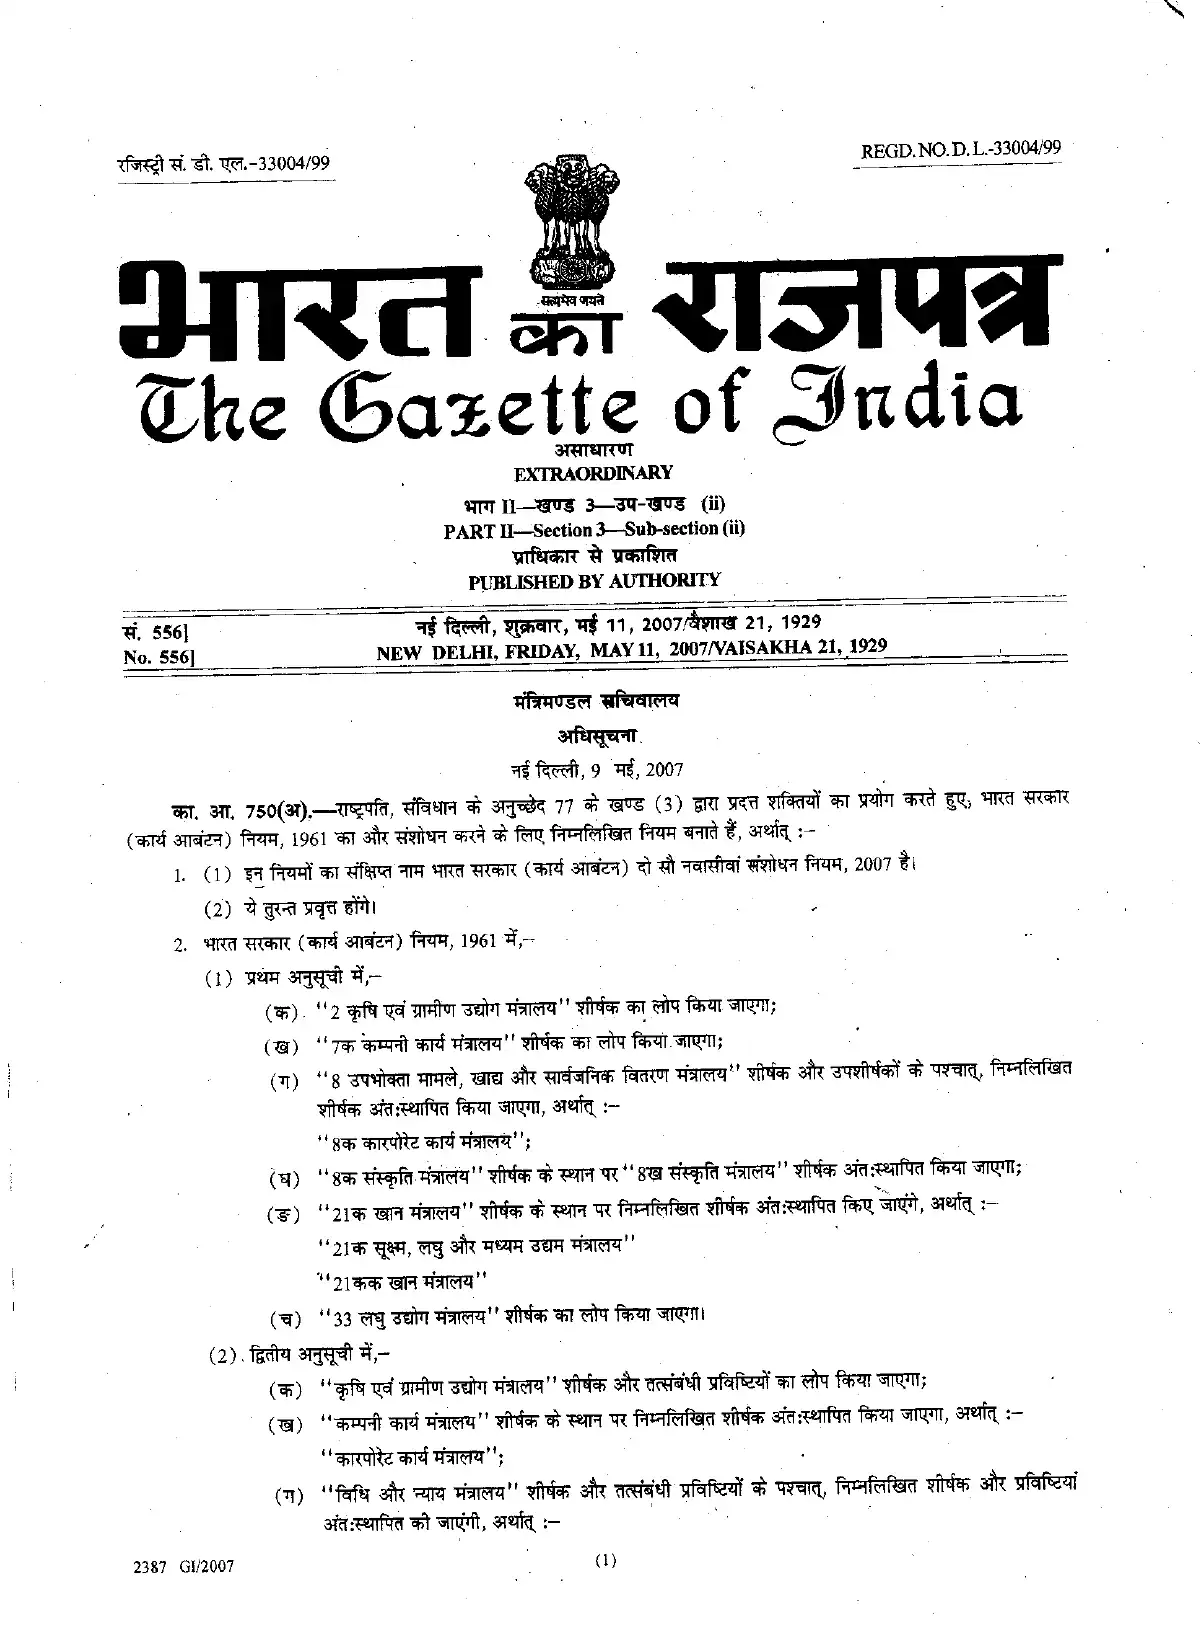 रजिस्ट्री सं. डी. एल.-33004/99
REGD. NO. D. L.-33004/99
सत्यमेव जयते
भारत का राजपत्र
The Gazette of India
असाधारण
EXTRAORDINARY
भाग II—खण्ड 3—उप-खण्ड (ii)
PART II—Section 3—Sub-section (ii)
प्राधिकार से प्रकाशित
PUBLISHED BY AUTHORITY
सं. 556]
नई दिल्ली, शुक्रवार, मई 11, 2007/वैशाख 21, 1929
No. 556]
NEW DELHI, FRIDAY, MAY 11, 2007/VAISAKHA 21, 1929
मंत्रिमण्डल सचिवालय
अधिसूचना
नई दिल्ली, 9 मई, 2007
का. आ. 750(अ).—राष्ट्रपति, संविधान के अनुच्छेद 77 के खण्ड (3) द्वारा प्रदत्त शक्तियों का प्रयोग करते हुए, भारत सरकार
(कार्य आबंटन) नियम, 1961 का और संशोधन करने के लिए निम्नलिखित नियम बनाते हैं, अर्थात् :–
1. (1) इन नियमों का संक्षिप्त नाम भारत सरकार (कार्य आबंटन) दो सौ नवासीवां संशोधन नियम, 2007 है।
(2) ये तुरन्त प्रवृत्त होंगे।
2. भारत सरकार (कार्य आबंटन) नियम, 1961 में,–
(1) प्रथम अनुसूची में,–
(क) "2 कृषि एवं ग्रामीण उद्योग मंत्रालय" शीर्षक का लोप किया जाएगा;
(ख) "7क कंम्पनी कार्य मंत्रालय" शीर्षक का लोप किया जाएगा;
(ग) "8 उपभोक्ता मामले, खाद्य और सार्वजनिक वितरण मंत्रालय" शीर्षक और उपशीर्षकों के पश्चात्, निम्नलिखित
शीर्षक अंत:स्थापित किया जाएगा, अर्थात् :–
"8क कारपोरेट कार्य मंत्रालय";
(घ) "8क संस्कृति मंत्रालय" शीर्षक के स्थान पर "8ख संस्कृति मंत्रालय" शीर्षक अंत:स्थापित किया जाएगा;
(ङ) "21क खान मंत्रालय" शीर्षक के स्थान पर निम्नलिखित शीर्षक अंत:स्थापित किए जाएंगे, अर्थात् :–
"21क सूक्ष्म, लघु और मध्यम उद्यम मंत्रालय"
"21कक खान मंत्रालय"
(च) "33 लघु उद्योग मंत्रालय" शीर्षक का लोप किया जाएगा।
(2) द्वितीय अनुसूची में,–
(क) "कृषि एवं ग्रामीण उद्योग मंत्रालय" शीर्षक और तत्संबंधी प्रविष्टियों का लोप किया जाएगा;
(ख) "कम्पनी कार्य मंत्रालय" शीर्षक के स्थान पर निम्नलिखित शीर्षक अंत:स्थापित किया जाएगा, अर्थात् :–
"कारपोरेट कार्य मंत्रालय";
(ग) "विधि और न्याय मंत्रालय" शीर्षक और तत्संबंधी प्रविष्टियों के पश्चात्, निम्नलिखित शीर्षक और प्रविष्टियां
अंत:स्थापित की जाएंगी, अर्थात् :–
2387 GI/2007
(1)